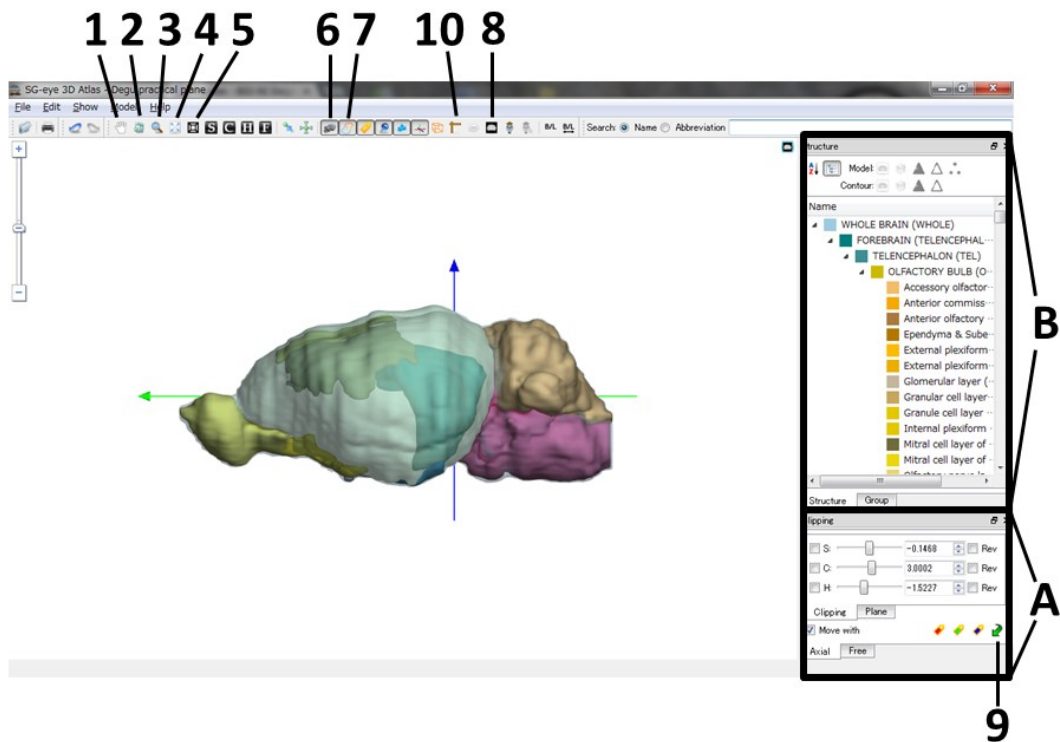 1 2 3 4 5 6 7 10 8
SG-eye 3D Atlas - Degu practical plane
File Edit Show Model Help
S C H F B/L B/L Search: Name Abbreviation
tructure
Model:
Contour:
Name
WHOLE BRAIN (WHOLE)
FOREBRAIN (TELENCEPHAL...
TELENCEPHALON (TEL)
OLFACTORY BULB (O...
Accessory olfactor...
Anterior commiss...
Anterior olfactory ...
Ependyma & Sube...
External plexiform...
External plexiform...
Glomerular layer (...
Granular cell layer...
Granule cell layer ...
Internal plexiform ...
Mitral cell layer of ...
Mitral cell layer of ...
Structure Group
B
lipping
S: -0.1468 Rev
C: 3.0002 Rev
H: -1.5227 Rev
Clipping Plane
Move with
Axial Free
A
9